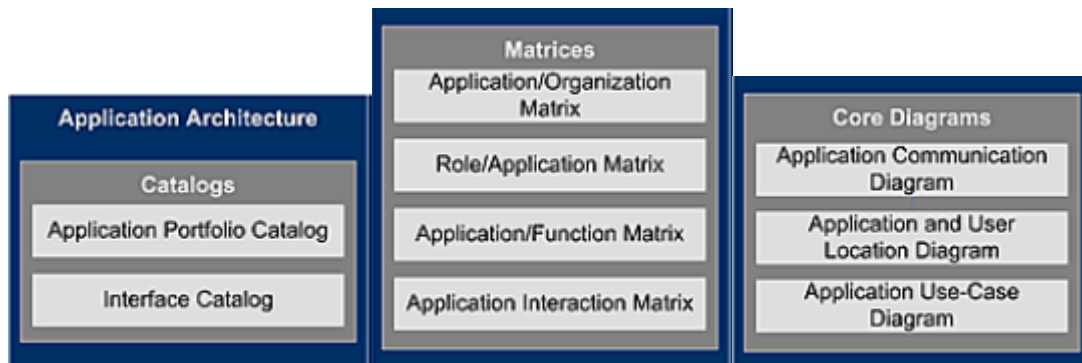 Application Architecture
Catalogs
Application Portfolio Catalog
Interface Catalog
Matrices
Application/Organization
Matrix
Role/Application Matrix
Application/Function Matrix
Application Interaction Matrix
Core Diagrams
Application Communication
Diagram
Application and User
Location Diagram
Application Use-Case
Diagram